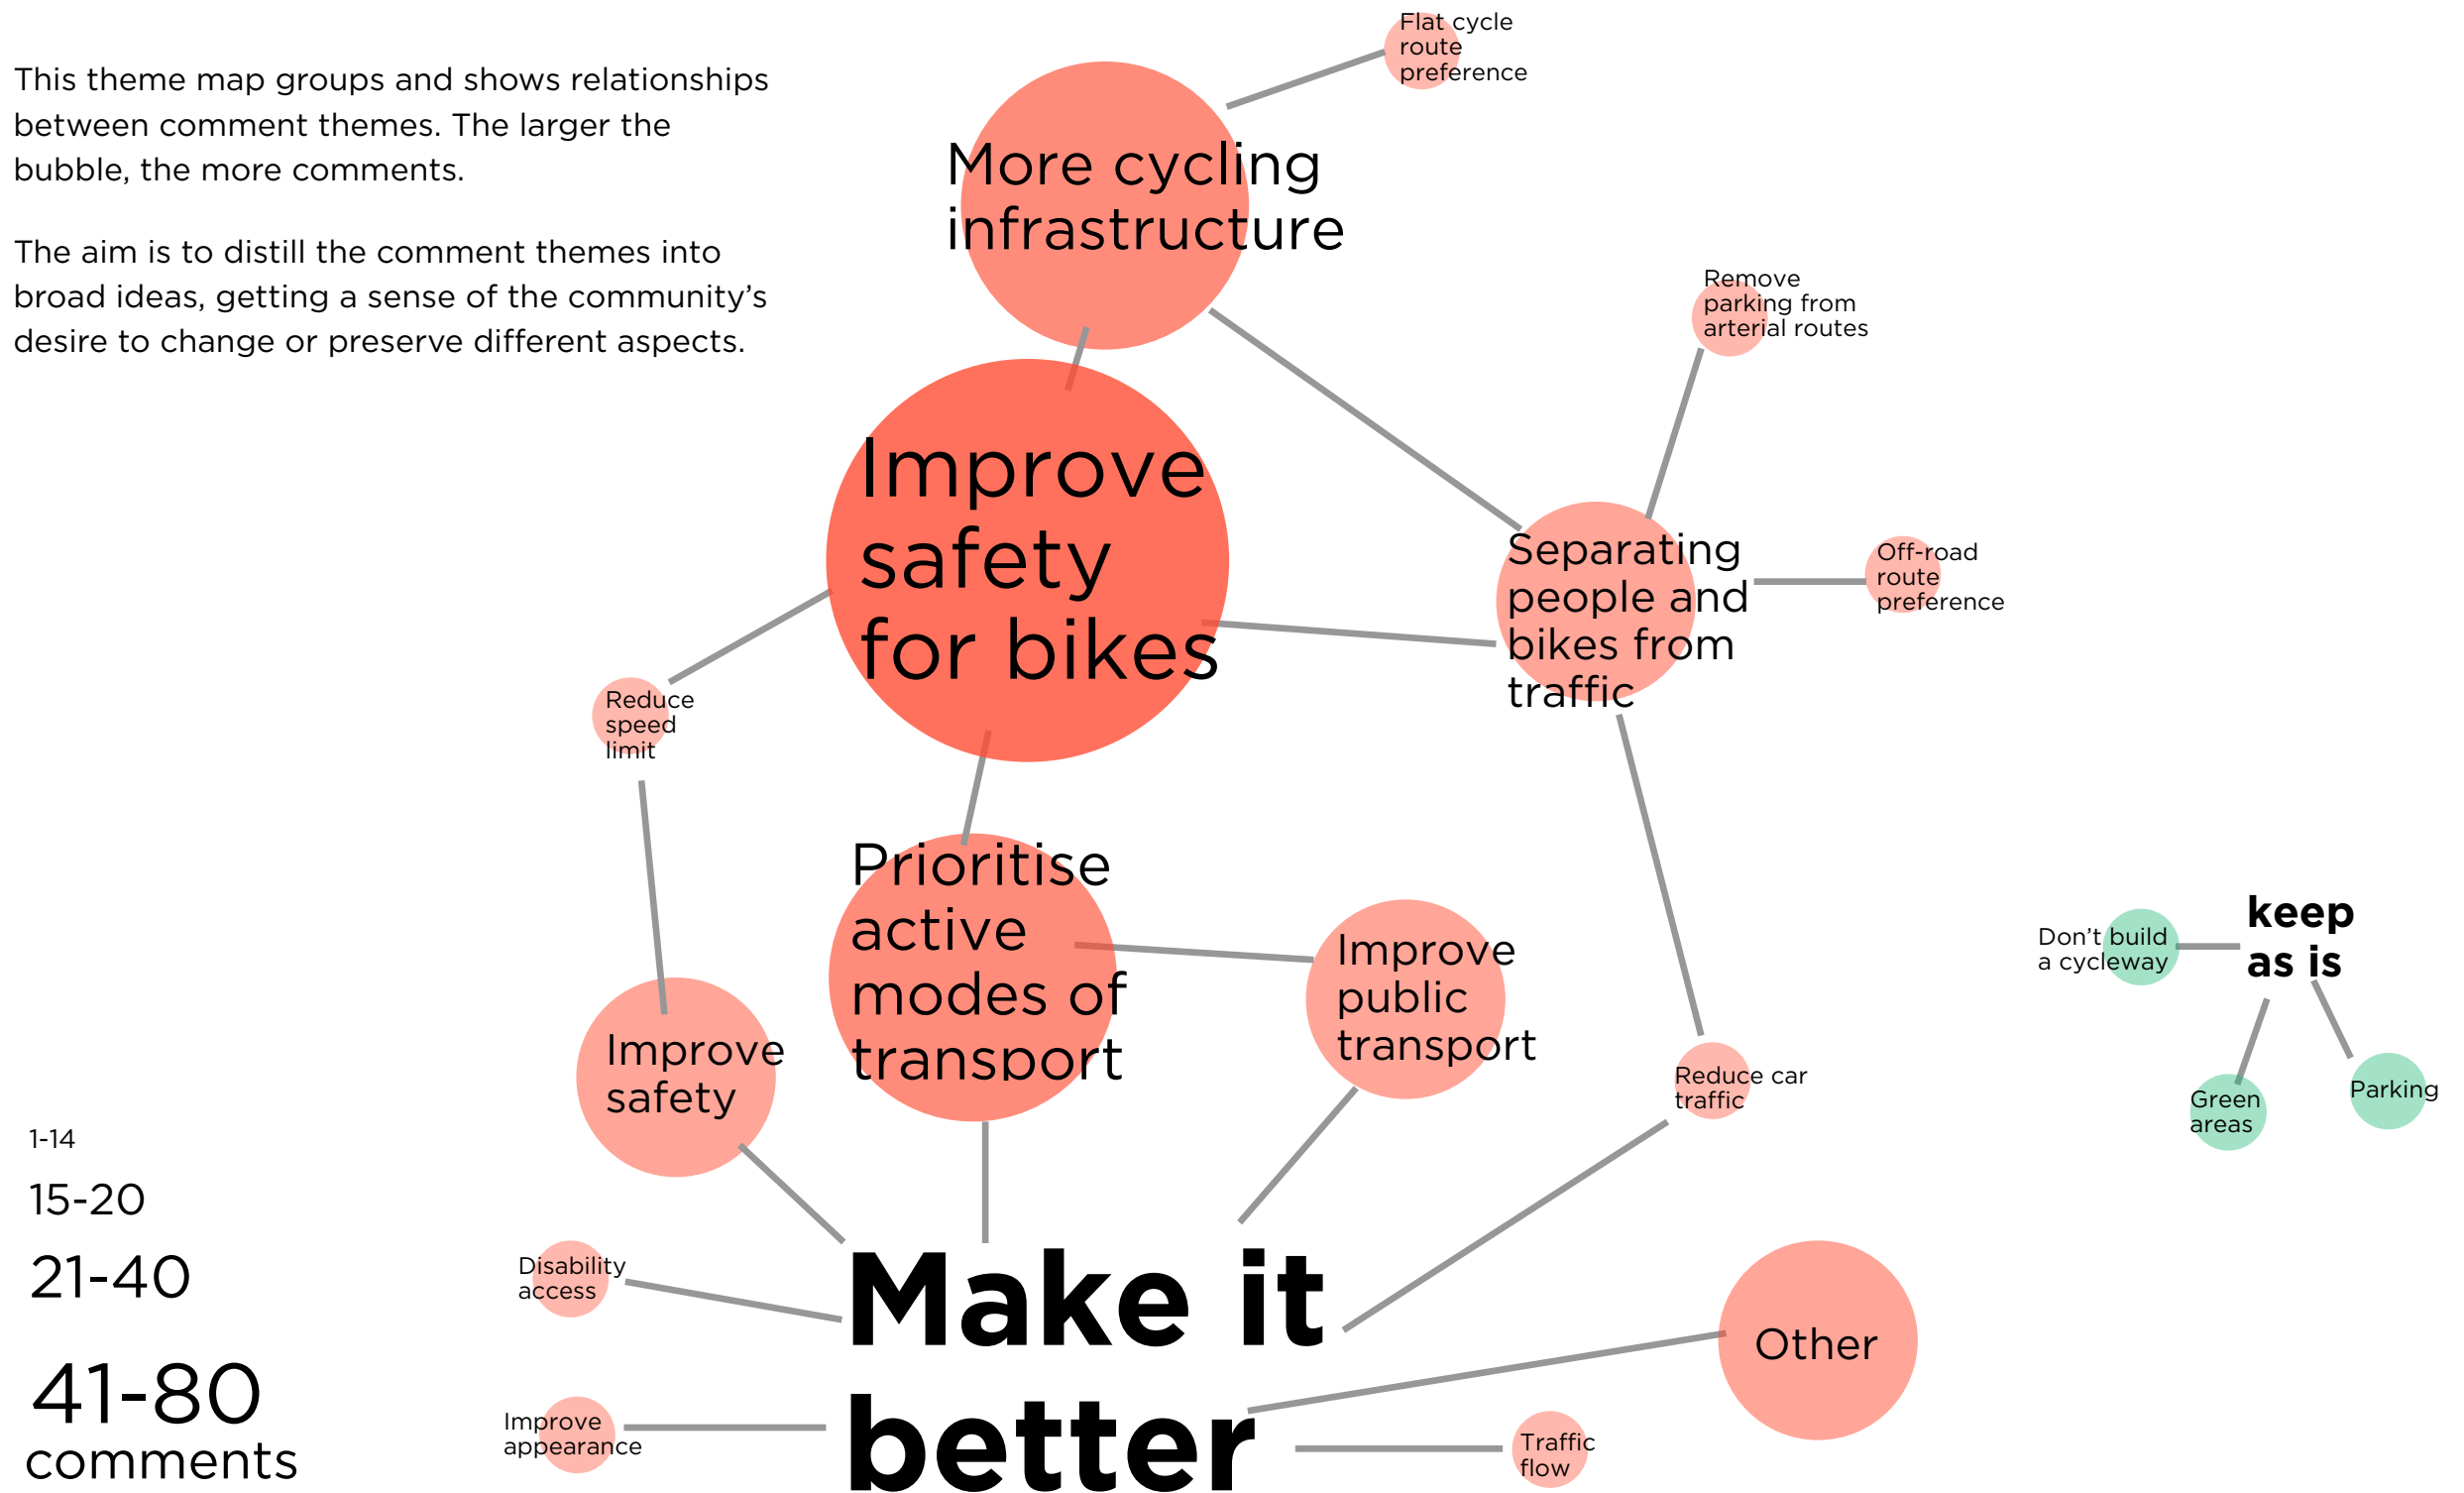 This theme map groups and shows relationships
between comment themes. The larger the
bubble, the more comments.
The aim is to distill the comment themes into
broad ideas, getting a sense of the community’s
desire to change or preserve different aspects.
Flat cycle
route
preference
More cycling
infrastructure
Remove
parking from
arterial routes
Improve
safety
for bikes
Separating
people and
bikes from
traffic
Off-road
route
preference
Reduce
speed
limit
Prioritise
active
modes of
transport
Improve
public
transport
Improve
safety
Reduce car
traffic
Don’t build
a cycleway
keep
as is
Green
areas
Parking
1-14
15-20
21-40
41-80
comments
Disability
access
Make it
better
Improve
appearance
Other
Traffic
flow